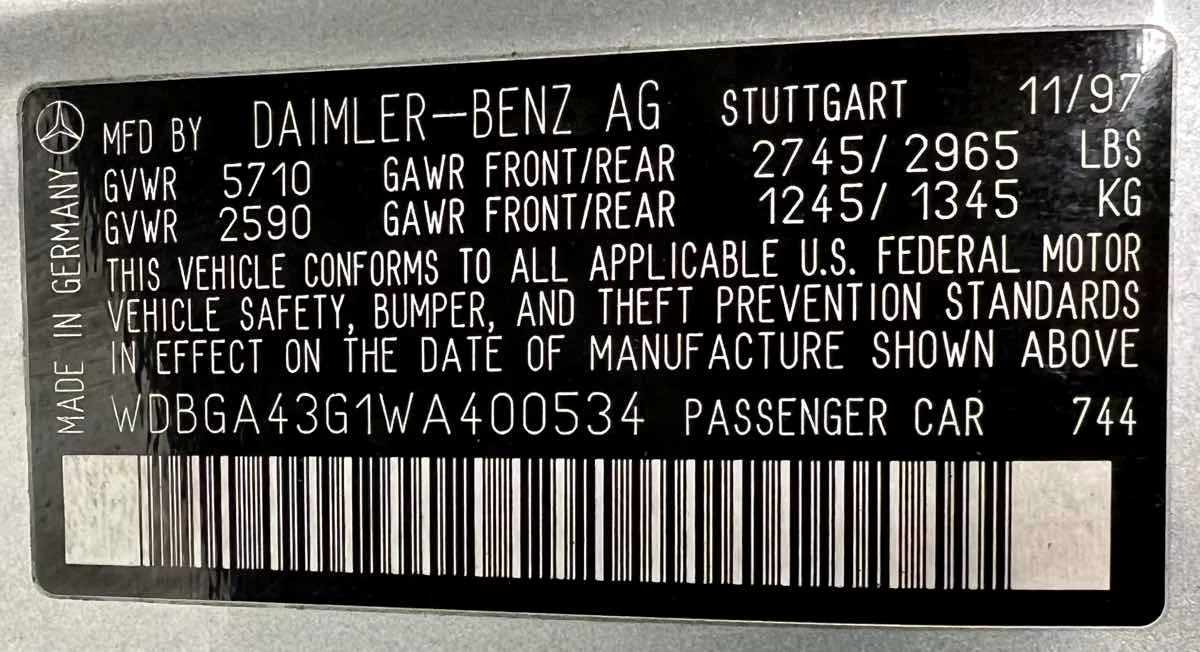 MFD BY DAIMLER-BENZ AG STUTTGART 11/97
GVWR 5710 GAWR FRONT/REAR 2745/2965 LBS
GVWR 2590 GAWR FRONT/REAR 1245/1345 KG
THIS VEHICLE CONFORMS TO ALL APPLICABLE U.S. FEDERAL MOTOR
VEHICLE SAFETY, BUMPER, AND THEFT PREVENTION STANDARDS
IN EFFECT ON THE DATE OF MANUFACTURE SHOWN ABOVE
WDBGA43G1WA400534 PASSENGER CAR 744
MADE IN GERMANY